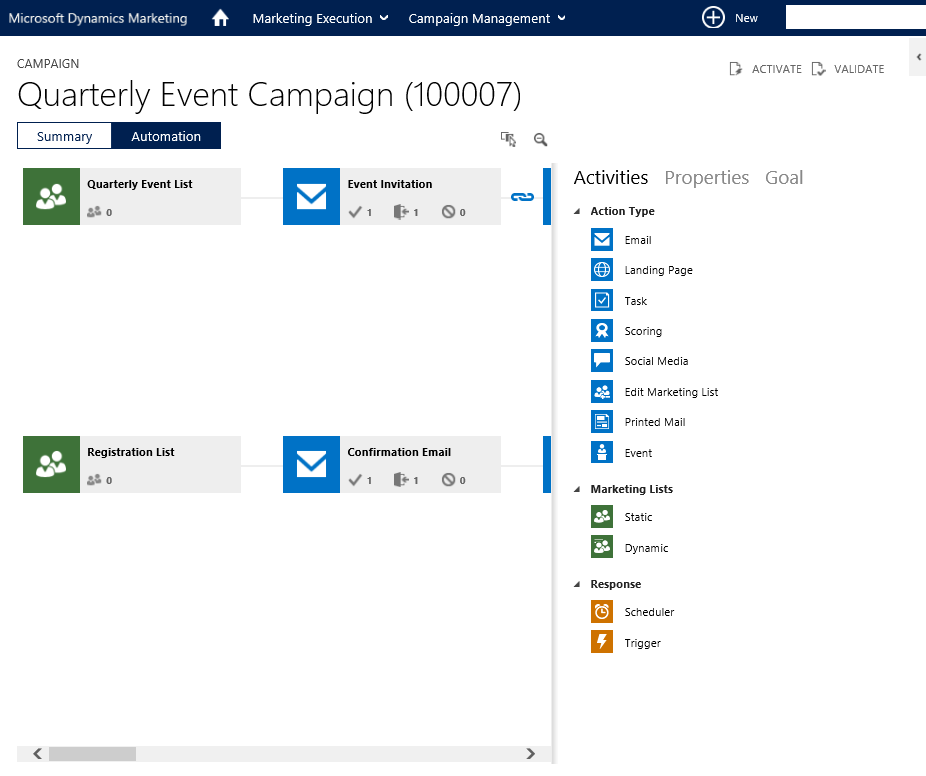 Microsoft Dynamics Marketing
Marketing Execution
Campaign Management
New
CAMPAIGN
ACTIVATE
VALIDATE
Quarterly Event Campaign (100007)
Summary
Automation
Quarterly Event List
0
Event Invitation
1 1 0
Registration List
0
Confirmation Email
1 1 0
Activities Properties Goal
Action Type
Email
Landing Page
Task
Scoring
Social Media
Edit Marketing List
Printed Mail
Event
Marketing Lists
Static
Dynamic
Response
Scheduler
Trigger